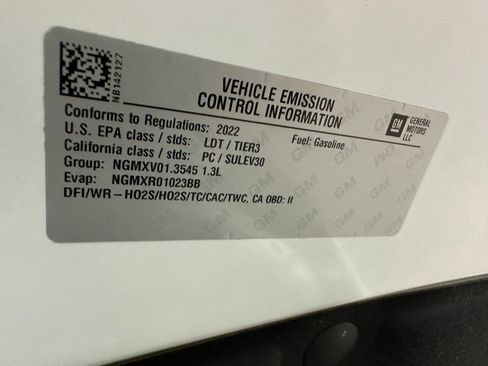 NB142127
VEHICLE EMISSION
CONTROL INFORMATION
GM
GENERAL
MOTORS
LLC
Conforms to Regulations: 2022
Fuel: Gasoline
U.S. EPA class / stds: LDT / TIER3
California class / stds: PC / SULEV30
Group: NGMXV01.3545 1.3L
Evap: NGMXR01023BB
DFI/WR-HO2S/HO2S/TC/CAC/TWC, CA OBD: II